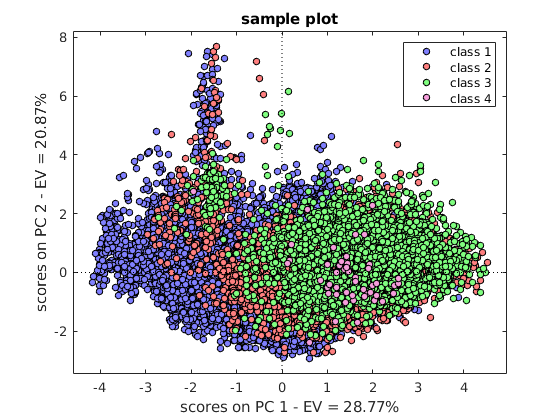 sample plot
class 1
class 2
class 3
class 4
8
6
4
2
0
-2
scores on PC 2 - EV = 20.87%
-4 -3 -2 -1 0 1 2 3 4
scores on PC 1 - EV = 28.77%